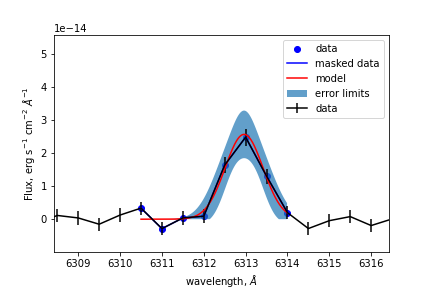 1e−14
5
4
3
2
1
0
Flux, erg s⁻¹ cm⁻² Å⁻¹
data
masked data
model
error limits
data
6309 6310 6311 6312 6313 6314 6315 6316
wavelength, Å